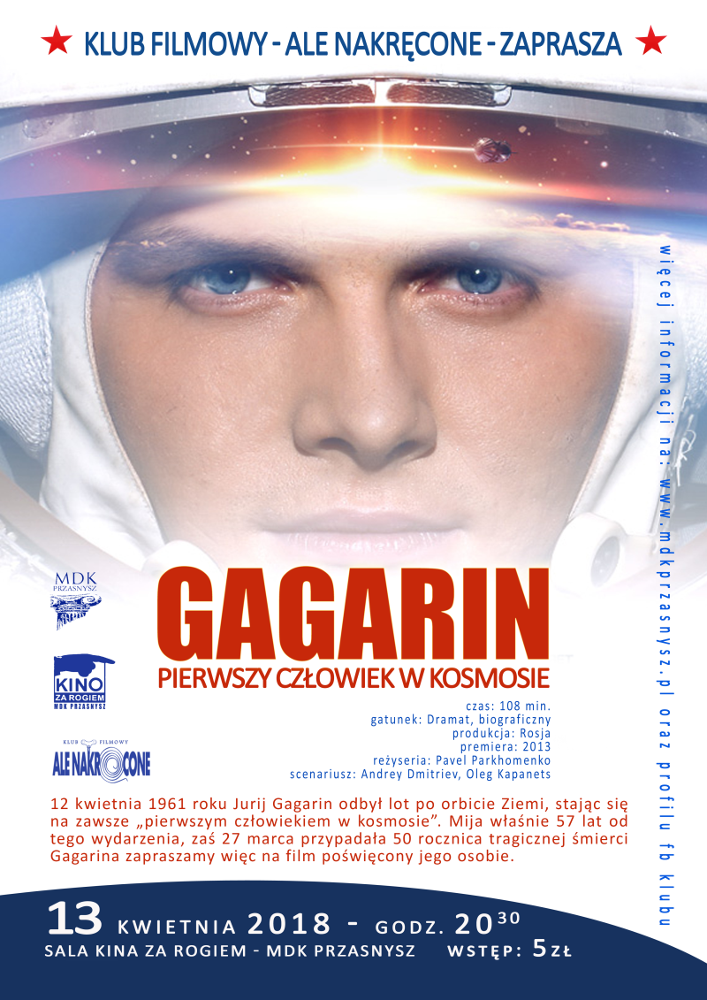 KLUB FILMOWY - ALE NAKRĘCONE - ZAPRASZA
więcej informacji na: www.mdkprzasnysz.pl oraz profilu fb klubu
MDK
PRZASNYSZ
GAGARIN
PIERWSZY CZŁOWIEK W KOSMOSIE
KINO
ZA ROGIEM
MDK PRZASNYSZ
czas: 108 min.
gatunek: Dramat, biograficzny
produkcja: Rosja
premiera: 2013
reżyseria: Pavel Parkhomenko
scenariusz: Andrey Dmitriev, Oleg Kapanets
KLUB FILMOWY
ALE NAKRĘCONE
12 kwietnia 1961 roku Jurij Gagarin odbył lot po orbicie Ziemi, stając się
na zawsze „pierwszym człowiekiem w kosmosie”. Mija właśnie 57 lat od
tego wydarzenia, zaś 27 marca przypadała 50 rocznica tragicznej śmierci
Gagarina zapraszamy więc na film poświęcony jego osobie.
13 KWIETNIA 2018 - GODZ. 20³⁰
SALA KINA ZA ROGIEM - MDK PRZASNYSZ WSTĘP: 5ZŁ